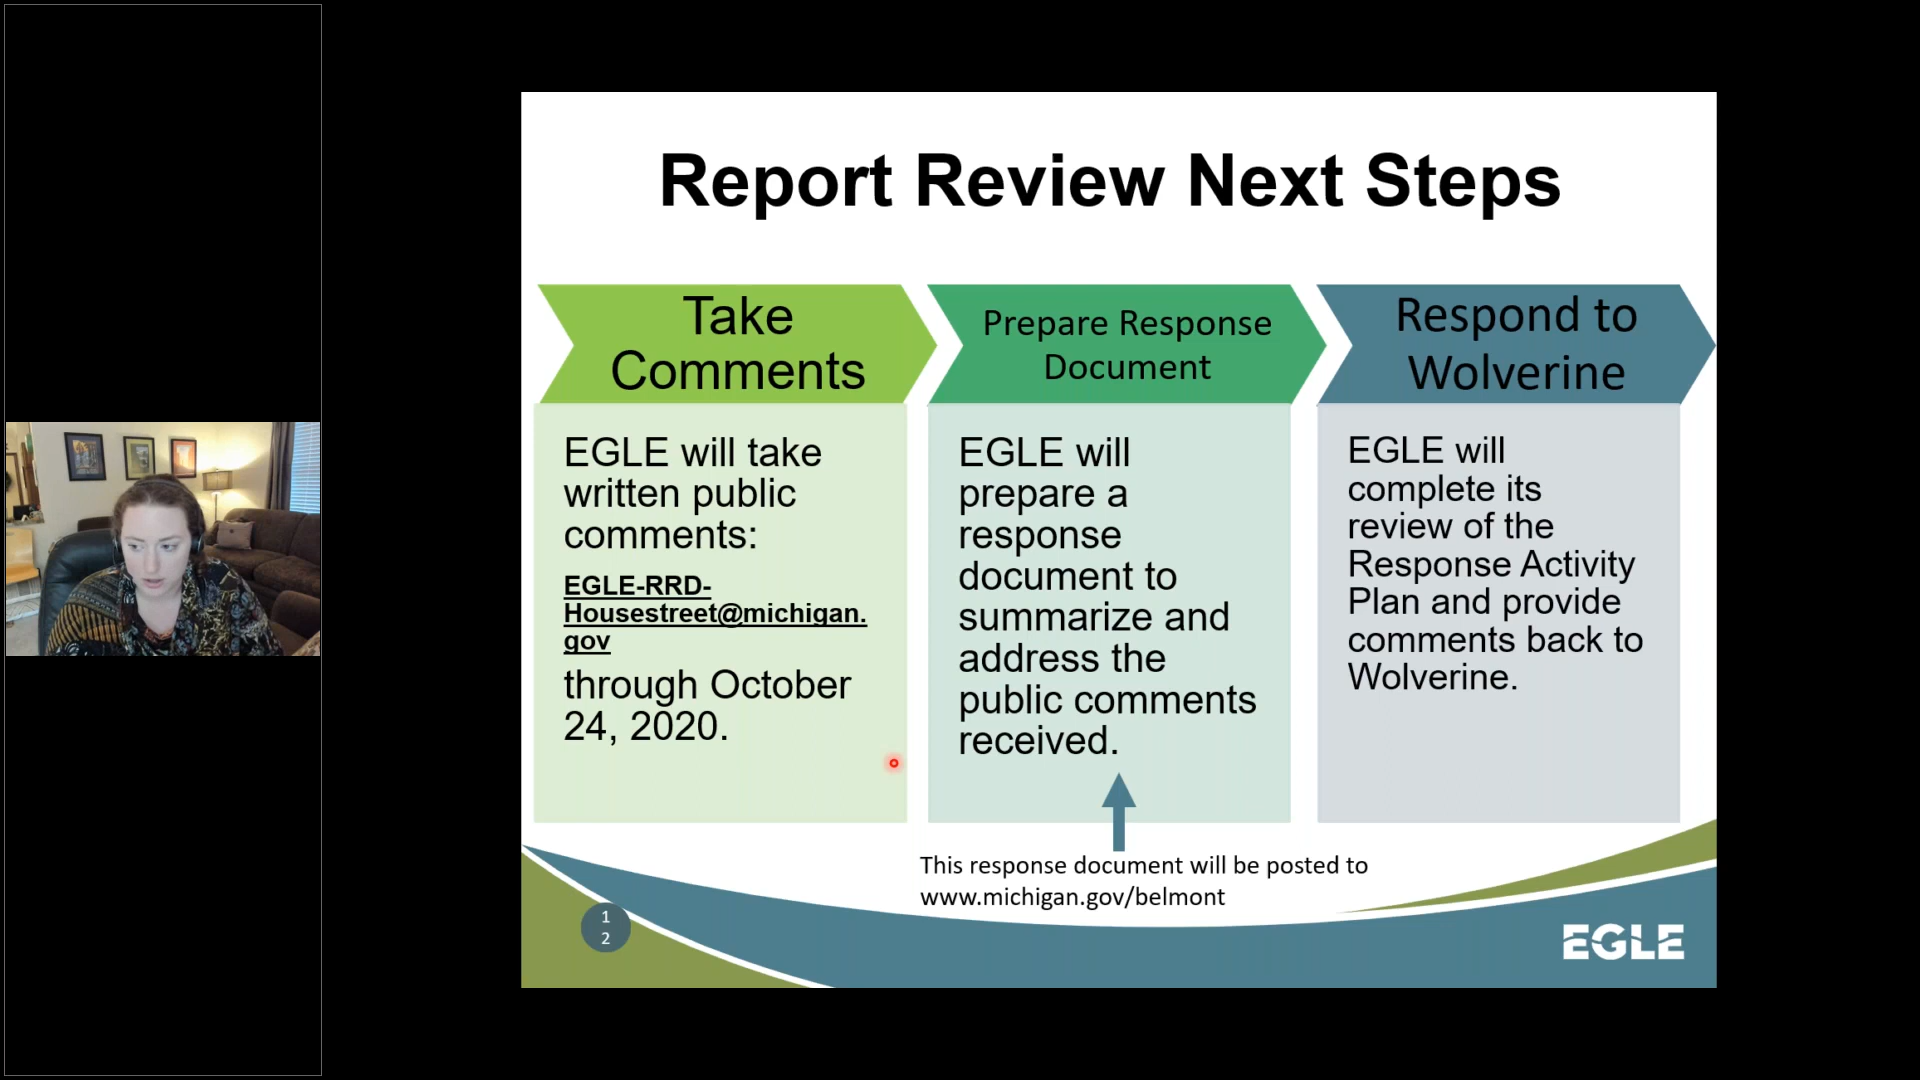 Report Review Next Steps
Take
Comments
EGLE will take
written public
comments:
EGLE-RRD-
Housestreet@michigan.
gov
through October
24, 2020.
Prepare Response
Document
EGLE will
prepare a
response
document to
summarize and
address the
public comments
received.
Respond to
Wolverine
EGLE will
complete its
review of the
Response Activity
Plan and provide
comments back to
Wolverine.
This response document will be posted to
www.michigan.gov/belmont
1
2
EGLE